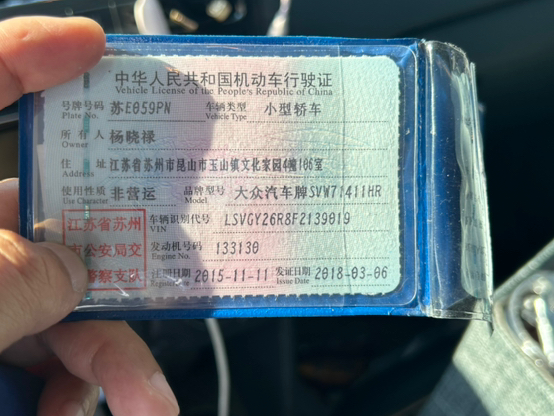 中华人民共和国机动车行驶证
Vehicle License of the People's Republic of China
号牌号码 苏E059PN 车辆类型 小型轿车
Plate No. Vehicle Type
所有人 杨晓禄
Owner
住址 江苏省苏州市昆山市玉山镇文化家园4幢106室
使用性质 非营运 品牌型号 大众汽车牌SVW71411HR
Use Character Model
江苏省苏州 车辆识别代号 LSVGY26R8F2139019
VIN
市公安局交 发动机号码 133130
Engine No.
警察支队 注册日期 2015-11-11 发证日期 2018-03-06
Issue Date